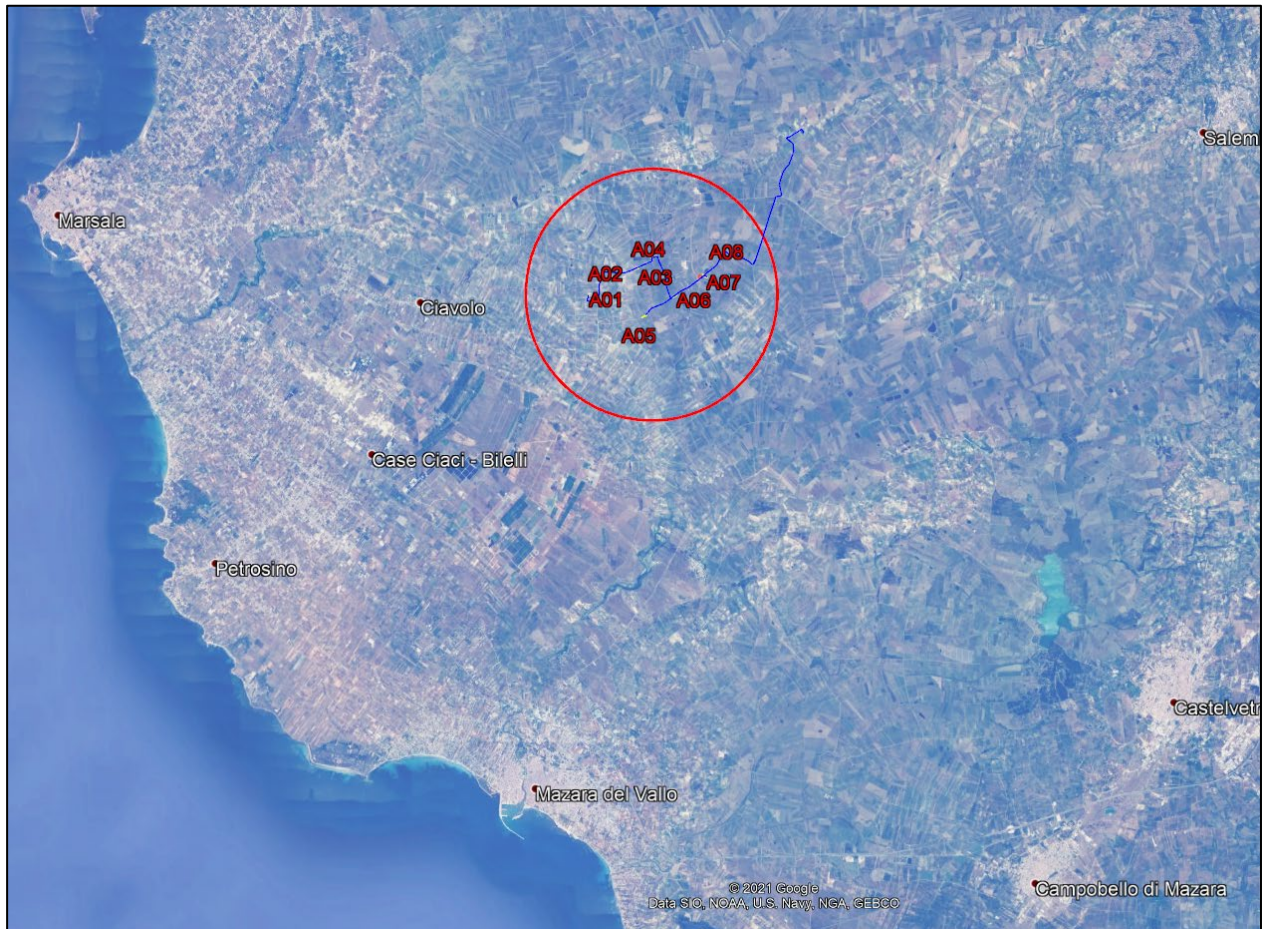 Salem
Marsala
A04
A08
A02
A03
A07
A01
A06
Ciavolo
A05
Case Ciaci - Bilelli
Petrosino
Castelvetr
Mazara del Vallo
© 2021 Google
Data SIO, NOAA, U.S. Navy, NGA, GEBCO
Campobello di Mazara